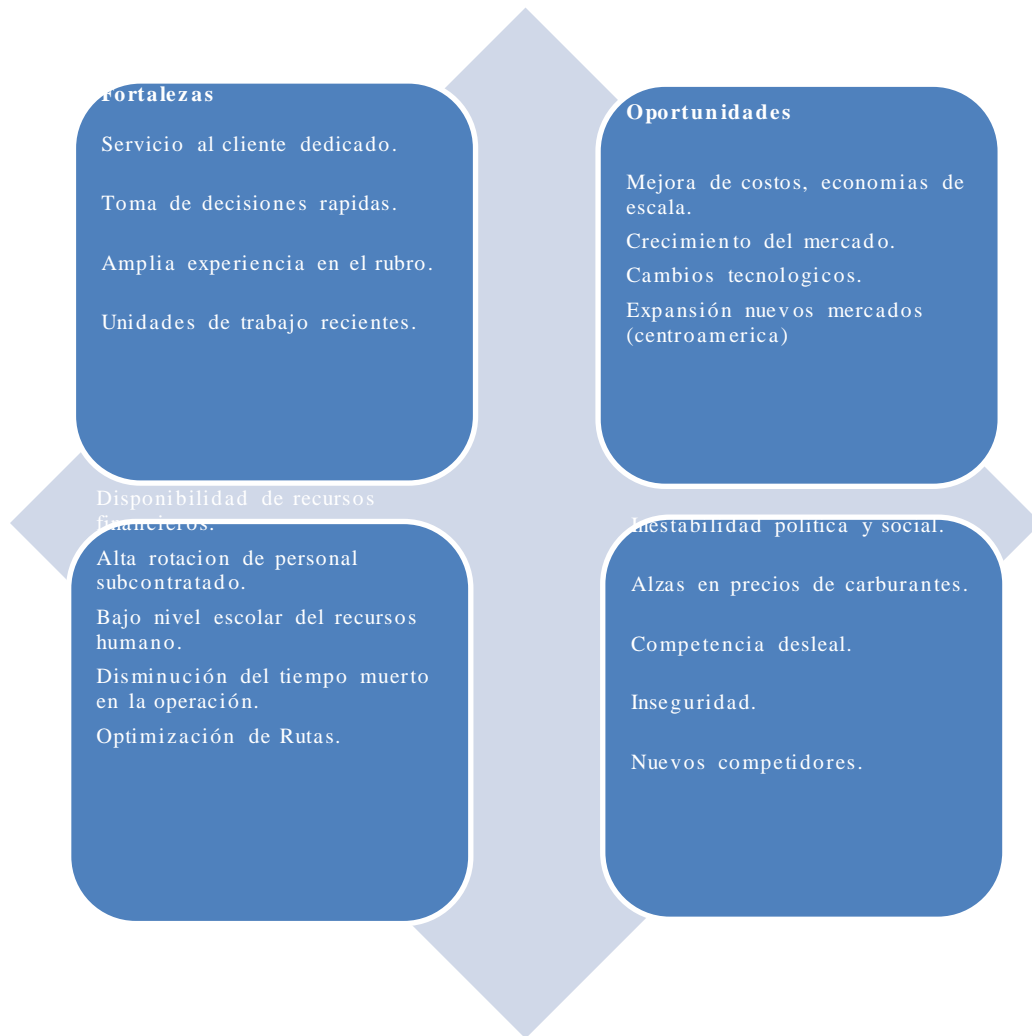 Fortalezas
Servicio al cliente dedicado.
Toma de decisiones rapidas.
Amplia experiencia en el rubro.
Unidades de trabajo recientes.
Oportunidades
Mejora de costos, economias de
escala.
Crecimiento del mercado.
Cambios tecnologicos.
Expansión nuevos mercados
(centroamerica)
Disponibilidad de recursos
financieros.
Alta rotacion de personal
subcontratado.
Bajo nivel escolar del recursos
humano.
Disminución del tiempo muerto
en la operación.
Optimización de Rutas.
Inestabilidad politica y social.
Alzas en precios de carburantes.
Competencia desleal.
Inseguridad.
Nuevos competidores.